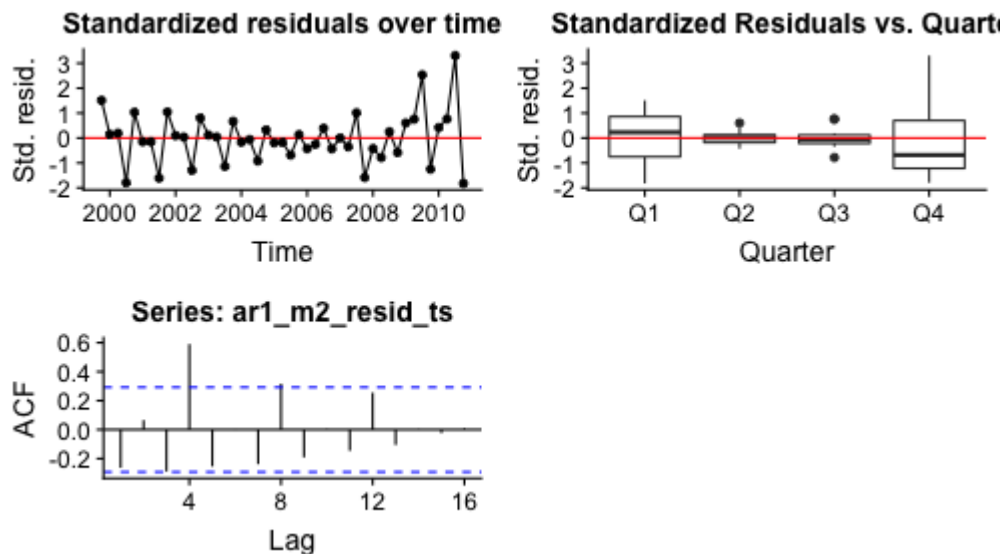 Standardized residuals over time
Std. resid.
3
2
1
0
-1
-2
2000 2002 2004 2006 2008 2010
Time
Standardized Residuals vs. Quarte
Std. resid.
3
2
1
0
-1
-2
Q1 Q2 Q3 Q4
Quarter
Series: ar1_m2_resid_ts
ACF
0.6
0.4
0.2
0.0
-0.2
4 8 12 16
Lag